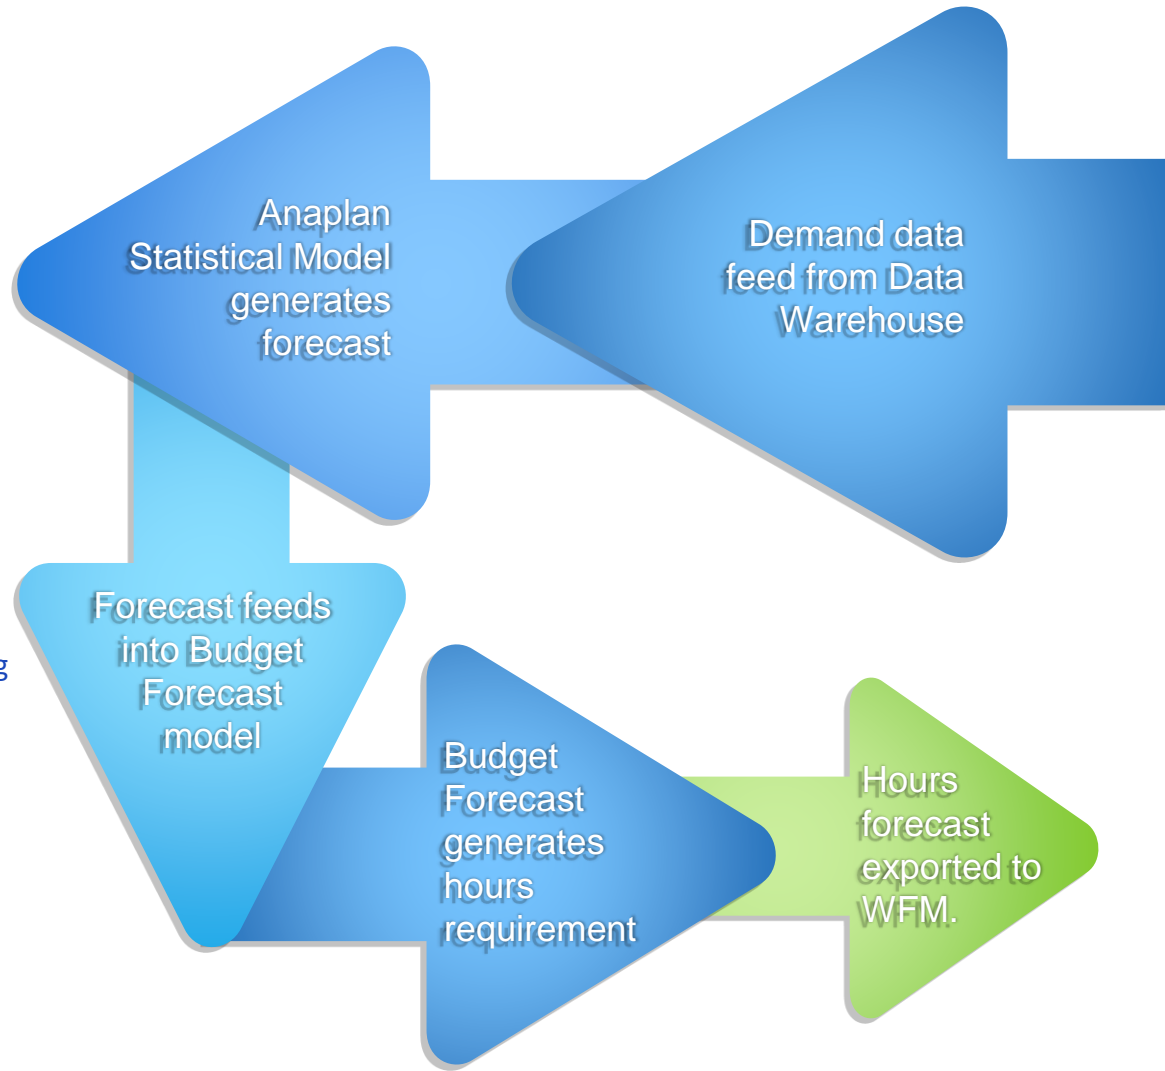 Demand data
feed from Data
Warehouse
Anaplan
Statistical Model
generates
forecast
Forecast feeds
into Budget
Forecast
model
g
Budget
Forecast
generates
hours
requirement
Hours
forecast
exported to
WFM.